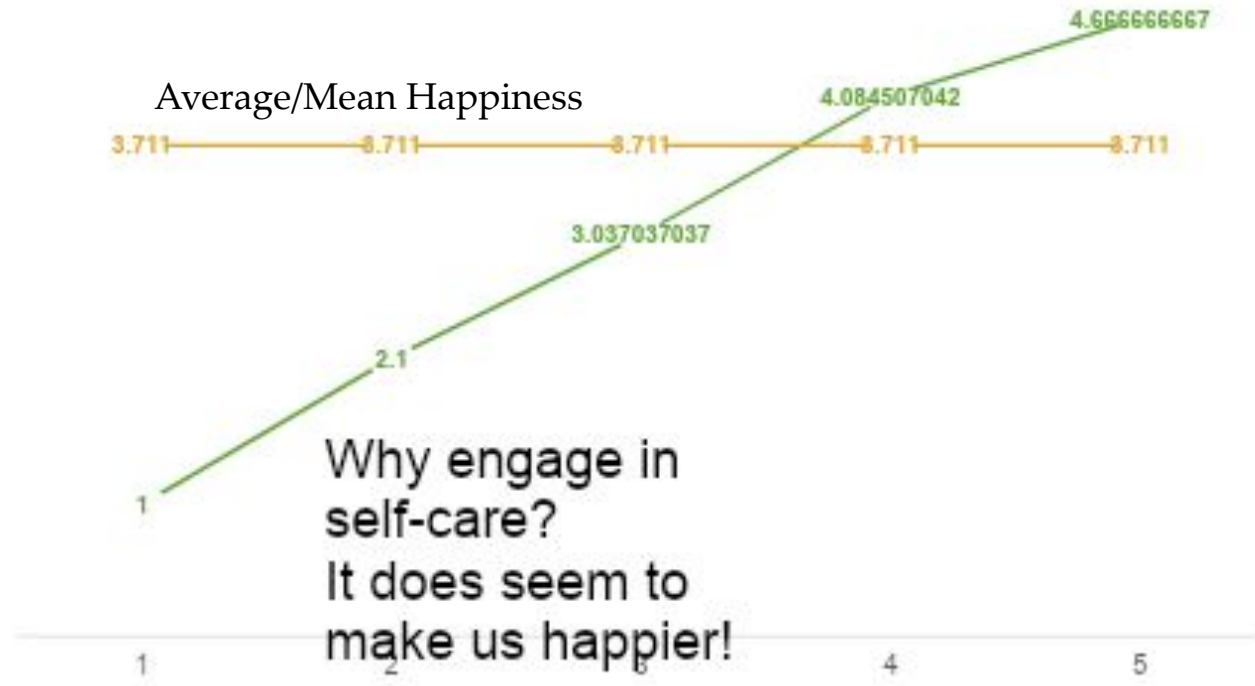 4.666666667
Average/Mean Happiness
4.084507042
3.711 3.711 3.711 3.711 3.711
3.037037037
2.1
Why engage in
self-care?
1
It does seem to
make us happier!
1 2 3 4 5